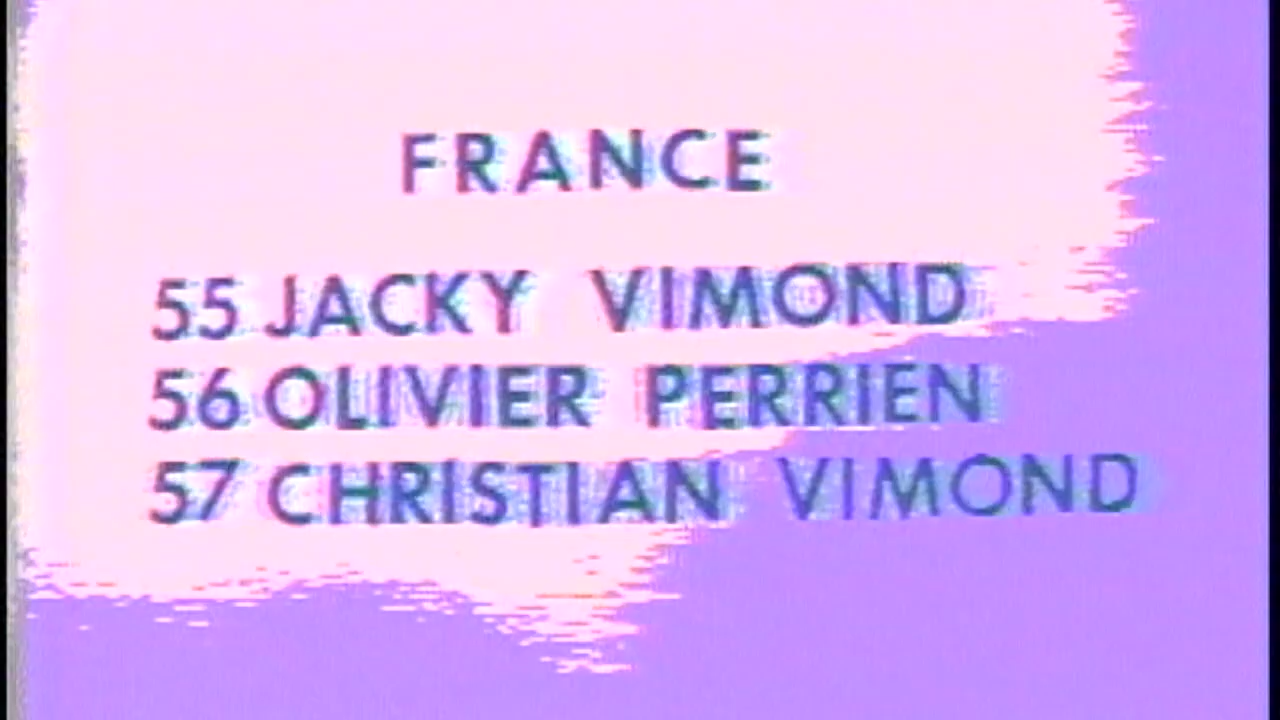 FRANCE
55 JACKY VIMOND
56 OLIVIER PERRIEN
57 CHRISTIAN VIMOND